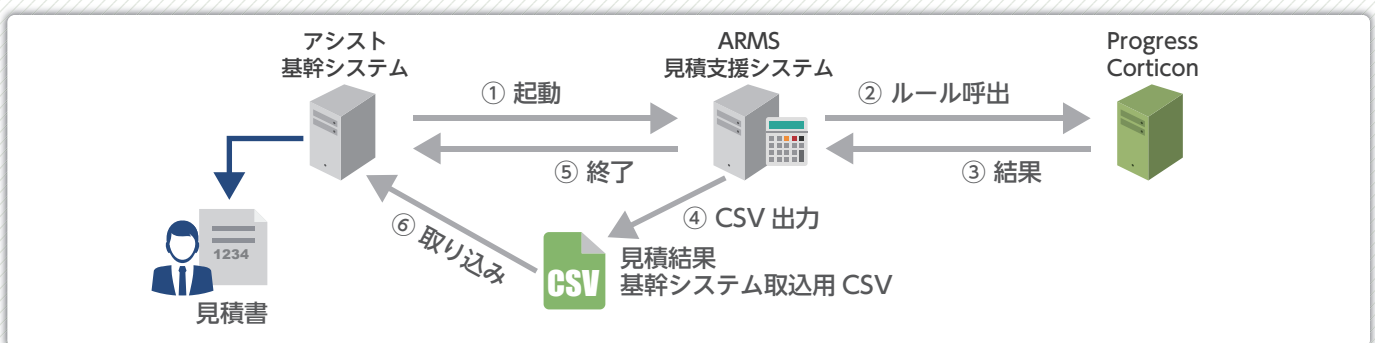 アシスト
基幹システム
ARMS
見積支援システム
Progress
Corticon
① 起動
② ルール呼出
⑤ 終了
③ 結果
④ CSV 出力
⑥ 取り込み
1234
CSV
見積結果
基幹システム取込用 CSV
見積書